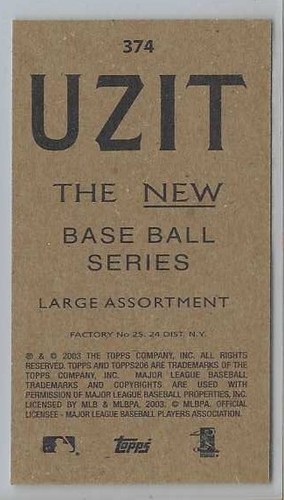 374
UZIT
THE NEW
BASE BALL
SERIES
LARGE ASSORTMENT
FACTORY No 25. 24 DIST. N.Y.
® & © 2003 THE TOPPS COMPANY, INC. ALL RIGHTS
RESERVED. TOPPS AND TOPPS206 ARE TRADEMARKS OF THE
TOPPS COMPANY, INC. MAJOR LEAGUE BASEBALL
TRADEMARKS AND COPYRIGHTS ARE USED WITH
PERMISSION OF MAJOR LEAGUE BASEBALL PROPERTIES, INC.
LICENSED BY MLB & MLBPA, 2003. © MLBPA. OFFICIAL
LICENSEE - MAJOR LEAGUE BASEBALL PLAYERS ASSOCIATION.
topps